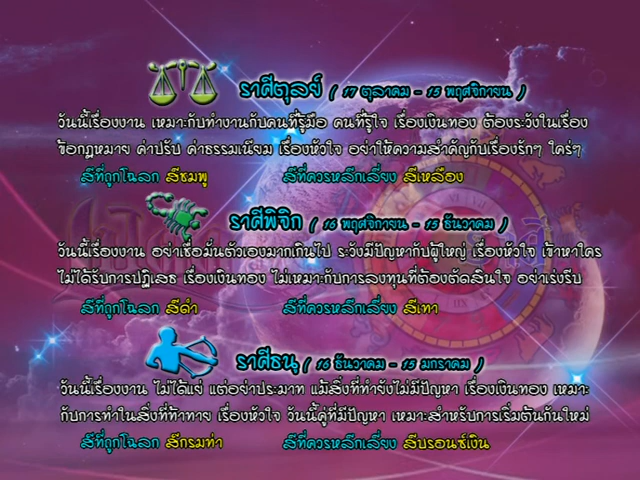 ราศีตุลย์ ( 17 ตุลาคม - 15 พฤศจิกายน )
วันนี้เรื่องงาน เหมาะกับทำงานกับคนที่รู้มือ คนที่รู้ใจ เรื่องเงินทอง ต้องระวังในเรื่อง
ข้อกฎหมาย ค่าปรับ ค่าธรรมเนียม เรื่องหัวใจ อย่าให้ความสำคัญกับเรื่องรักๆ ใคร่ๆ
สีที่ถูกโฉลก สีชมพู สีที่ควรหลีกเลี่ยง สีเหลือง
ราศีพิจิก ( 16 พฤศจิกายน - 15 ธันวาคม )
วันนี้เรื่องงาน อย่าเชื่อมั่นตัวเองมากเกินไป ระวังมีปัญหากับผู้ใหญ่ เรื่องหัวใจ เข้าหาใคร
ไม่ได้รับการปฏิเสธ เรื่องเงินทอง ไม่เหมาะกับการลงทุนที่ต้องตัดสินใจ อย่าเร่งรีบ
สีที่ถูกโฉลก สีดำ สีที่ควรหลีกเลี่ยง สีเทา
ราศีธนู ( 16 ธันวาคม - 15 มกราคม )
วันนี้เรื่องงาน ไม่ได้แย่ แต่อย่าประมาท แม้สิ่งที่ทำยังไม่มีปัญหา เรื่องเงินทอง เหมาะ
กับการทำในสิ่งที่ท้าทาย เรื่องหัวใจ วันนี้คู่ที่มีปัญหา เหมาะสำหรับการเริ่มต้นกันใหม่
สีที่ถูกโฉลก สีกรมท่า สีที่ควรหลีกเลี่ยง สีบรอนซ์เงิน